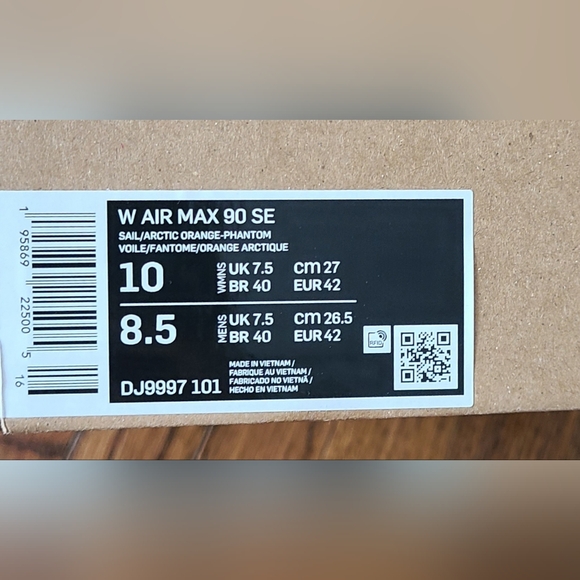 W AIR MAX 90 SE
SAIL/ARCTIC ORANGE-PHANTOM
VOILE/FANTOME/ORANGE ARCTIQUE
10 WMNS UK 7.5 cm 27
BR 40 EUR 42
8.5 MENS UK 7.5 cm 26.5
BR 40 EUR 42
DJ9997 101
MADE IN VIETNAM /
FABRIQUE AU VIETNAM /
FABRICADO NO VIETNÃ /
HECHO EN VIETNAM
RFID
1 95869 22500 5 16